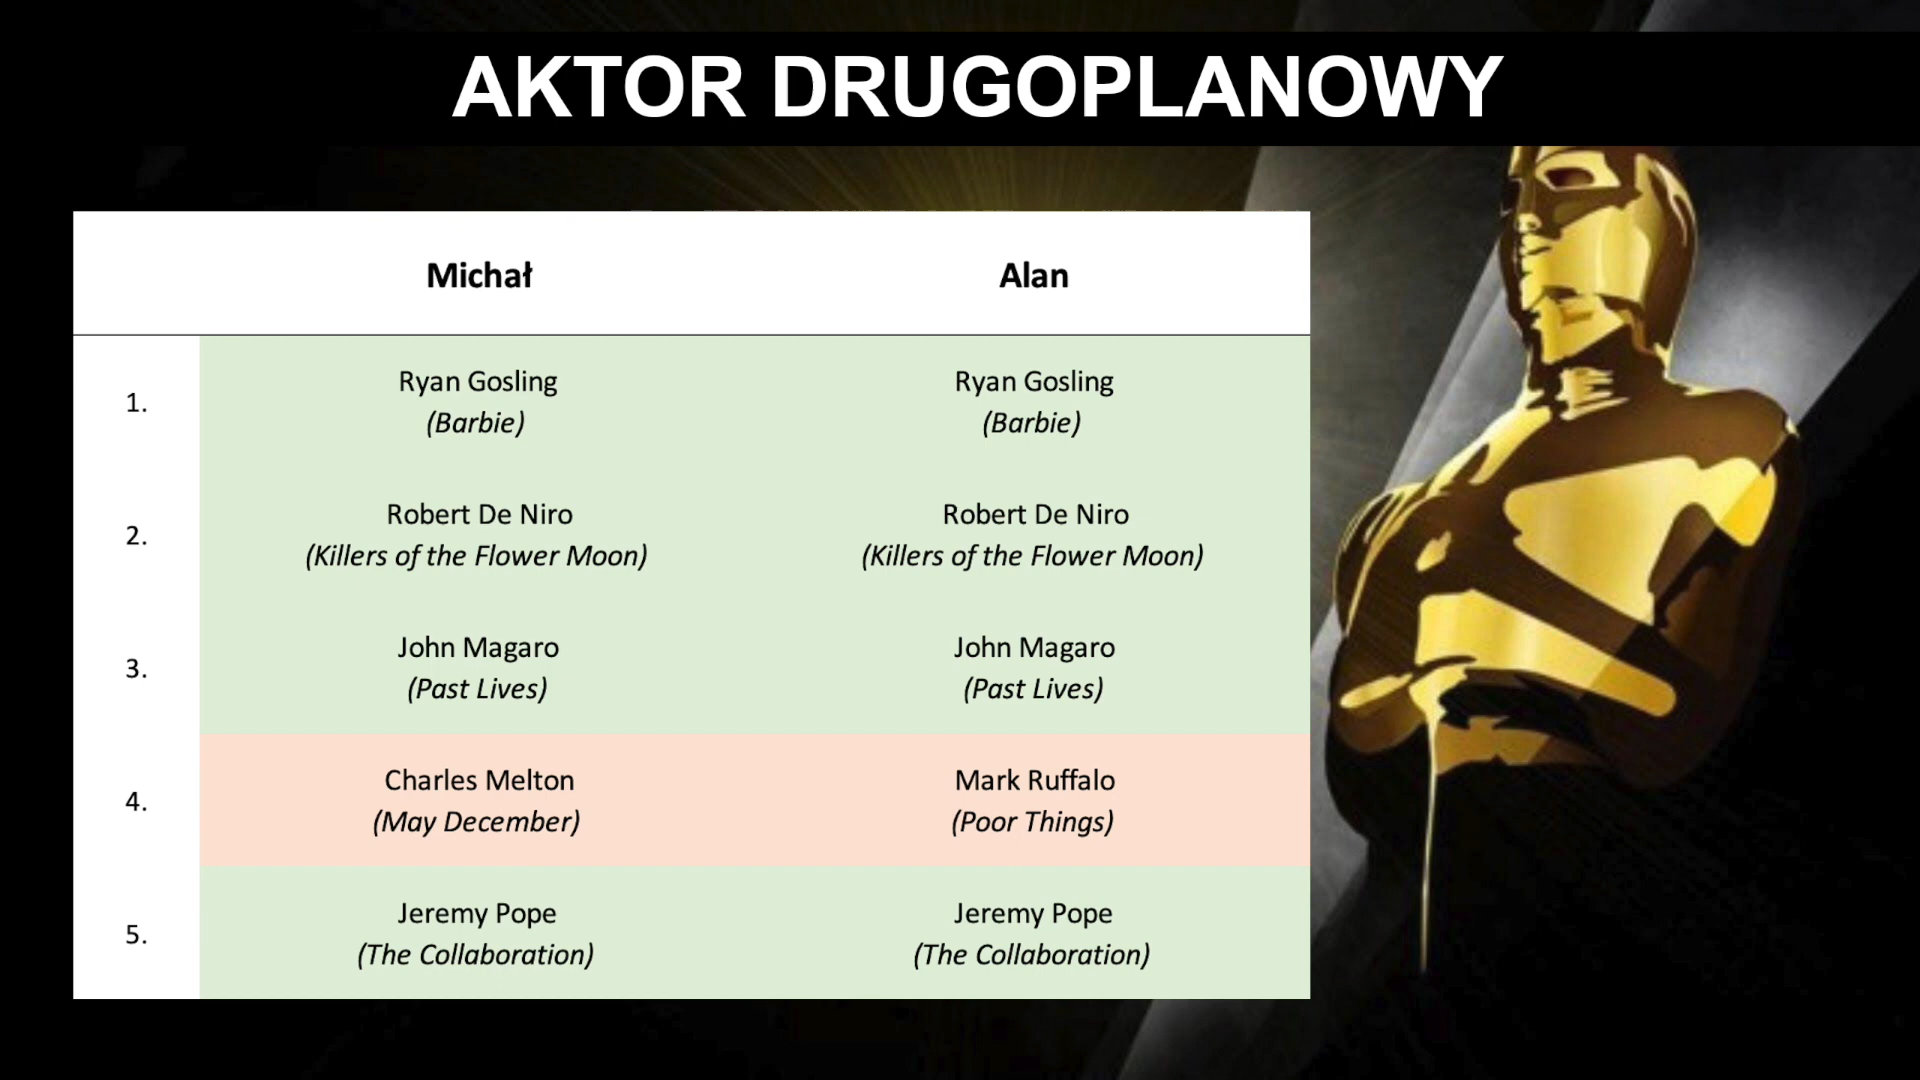 AKTOR DRUGOPLANOWY
Michał Alan
1. Ryan Gosling Ryan Gosling
(Barbie) (Barbie)
2. Robert De Niro Robert De Niro
(Killers of the Flower Moon) (Killers of the Flower Moon)
3. John Magaro John Magaro
(Past Lives) (Past Lives)
4. Charles Melton Mark Ruffalo
(May December) (Poor Things)
5. Jeremy Pope Jeremy Pope
(The Collaboration) (The Collaboration)